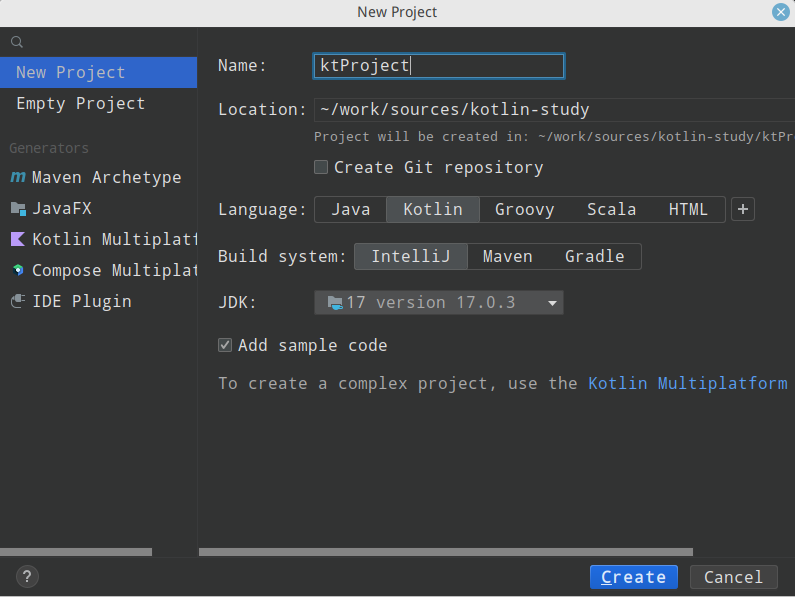 New Project
New Project
Empty Project
Generators
Maven Archetype
JavaFX
Kotlin Multiplatf
Compose Multiplat
IDE Plugin
Name: ktProject
Location: ~/work/sources/kotlin-study
Project will be created in: ~/work/sources/kotlin-study/ktPr
Create Git repository
Language: Java Kotlin Groovy Scala HTML +
Build system: IntelliJ Maven Gradle
JDK: 17 version 17.0.3
Add sample code
To create a complex project, use the Kotlin Multiplatform
? Create Cancel